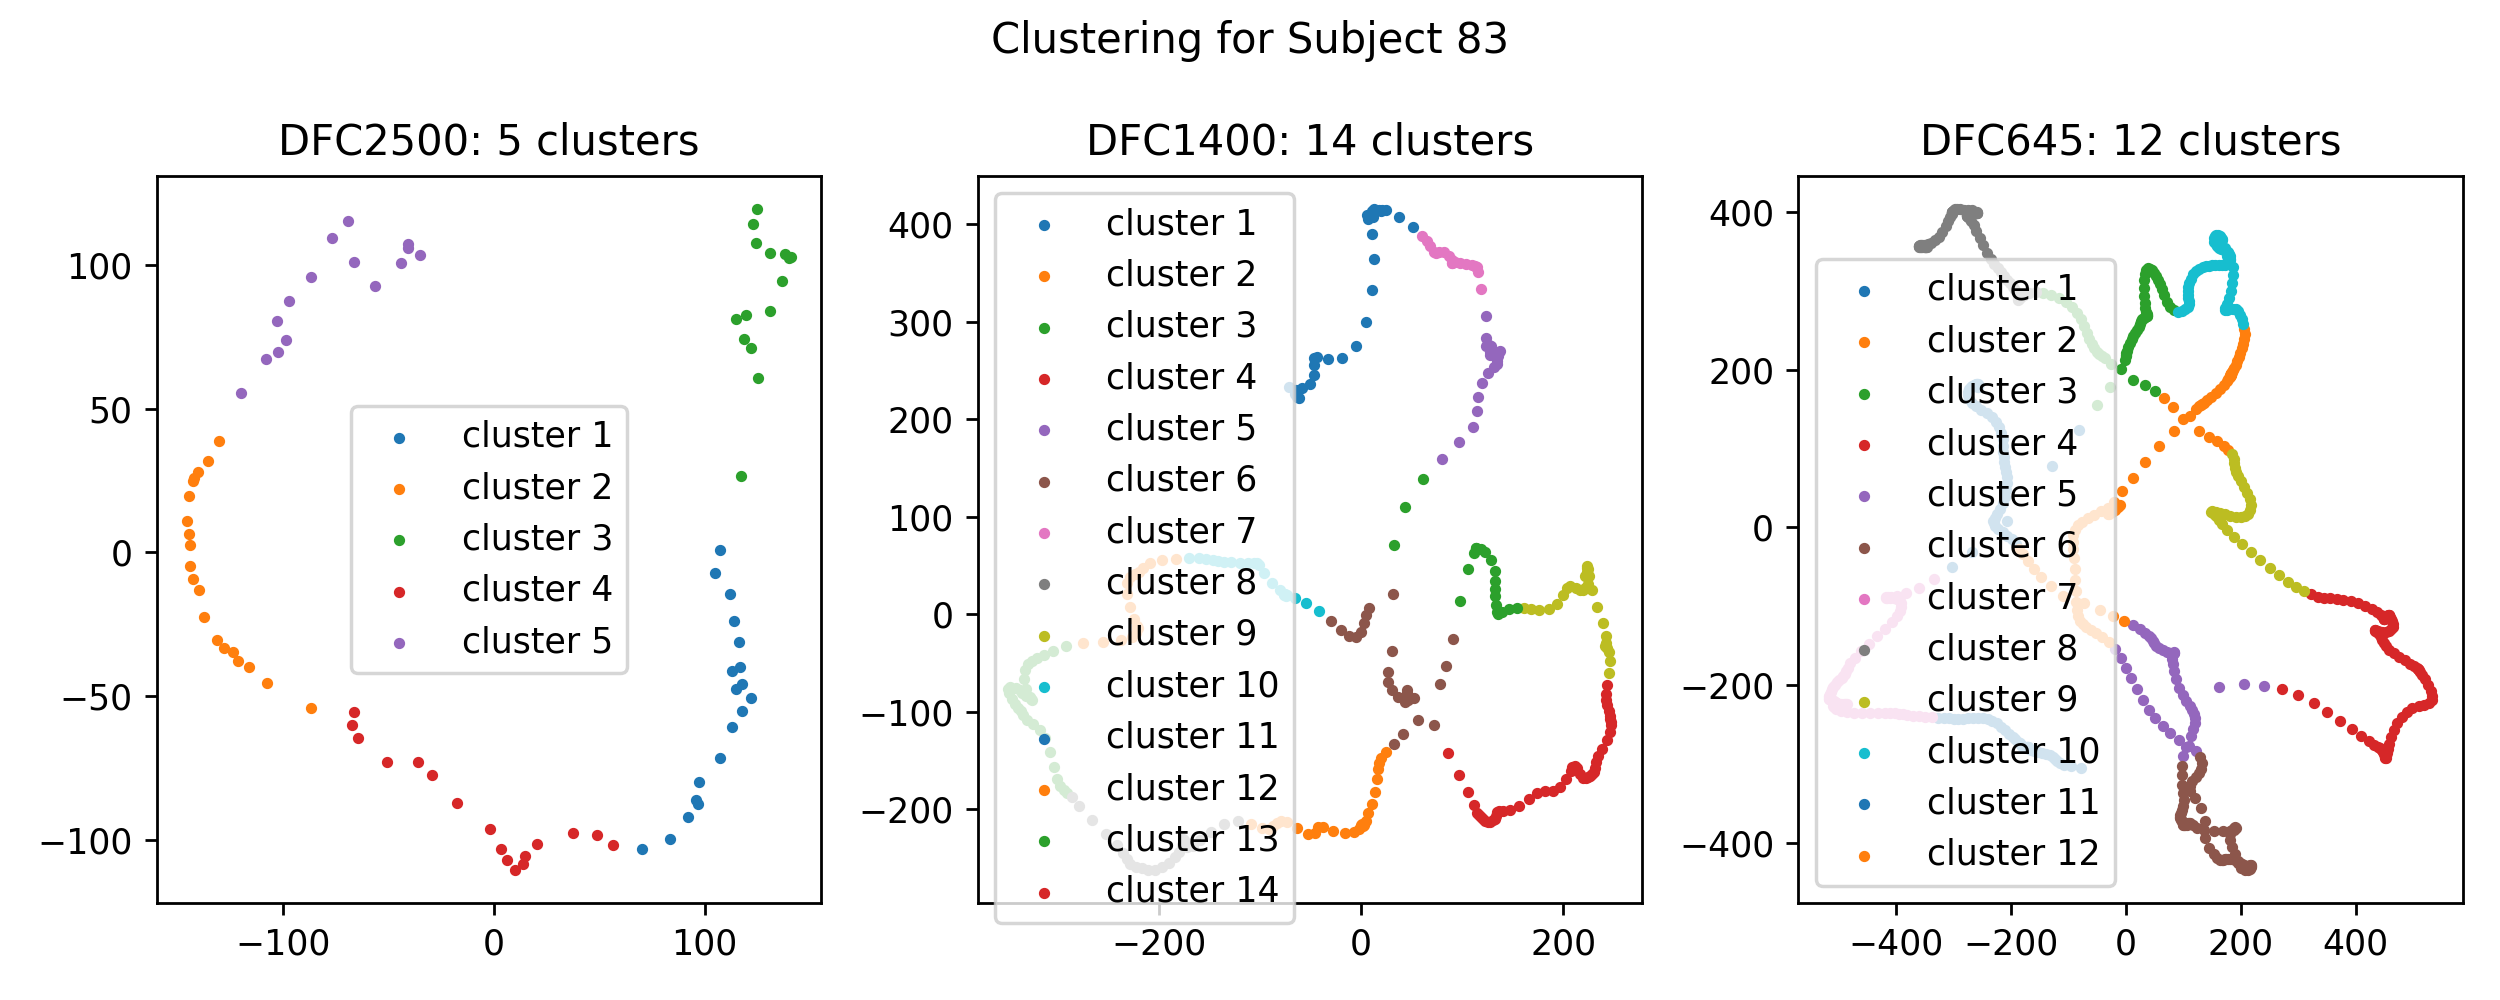 Clustering for Subject 83
DFC2500: 5 clusters
100
50
0
−50
−100
−100
0
100
cluster 1
cluster 2
cluster 3
cluster 4
cluster 5
DFC1400: 14 clusters
400
300
200
100
0
−100
−200
−200
0
200
cluster 1
cluster 2
cluster 3
cluster 4
cluster 5
cluster 6
cluster 7
cluster 8
cluster 9
cluster 10
cluster 11
cluster 12
cluster 13
cluster 14
DFC645: 12 clusters
400
200
0
−200
−400
−400
−200
0
200
400
cluster 1
cluster 2
cluster 3
cluster 4
cluster 5
cluster 6
cluster 7
cluster 8
cluster 9
cluster 10
cluster 11
cluster 12